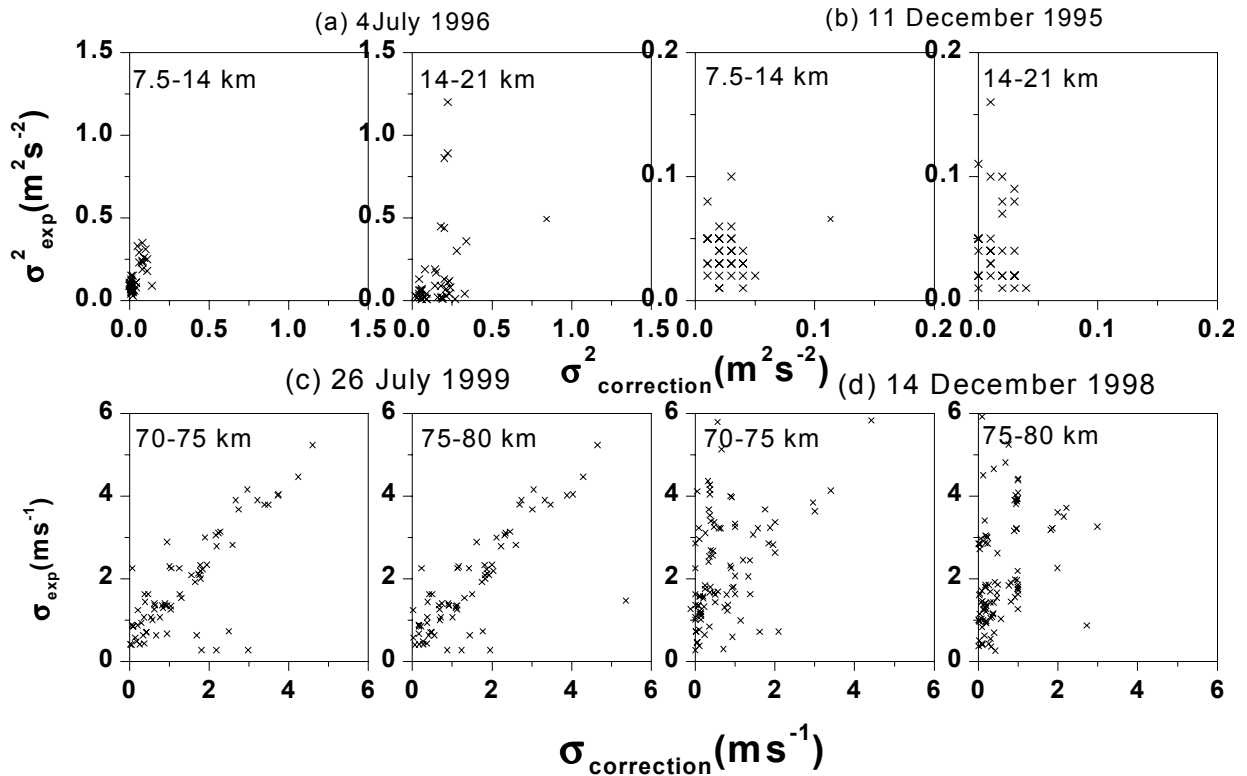 (a) 4July 1996
(b) 11 December 1995
1.5 1.5 0.2 0.2
7.5-14 km 14-21 km 7.5-14 km 14-21 km
1.0 1.0
0.1 0.1
0.5 0.5
0.0 0.0 0.0 0.0
0.0 0.5 1.0 1.5 0.0 0.5 1.0 1.5 0.0 0.1 0.2 0.0 0.1 0.2
σ²exp(m²s⁻²)
σ²correction(m²s⁻²)
(c) 26 July 1999
(d) 14 December 1998
6 6 6 6
70-75 km 75-80 km 70-75 km 75-80 km
4 4 4 4
2 2 2 2
0 0 0 0
0 2 4 6 0 2 4 6 0 2 4 6 0 2 4 6
σexp(ms⁻¹)
σcorrection(ms⁻¹)